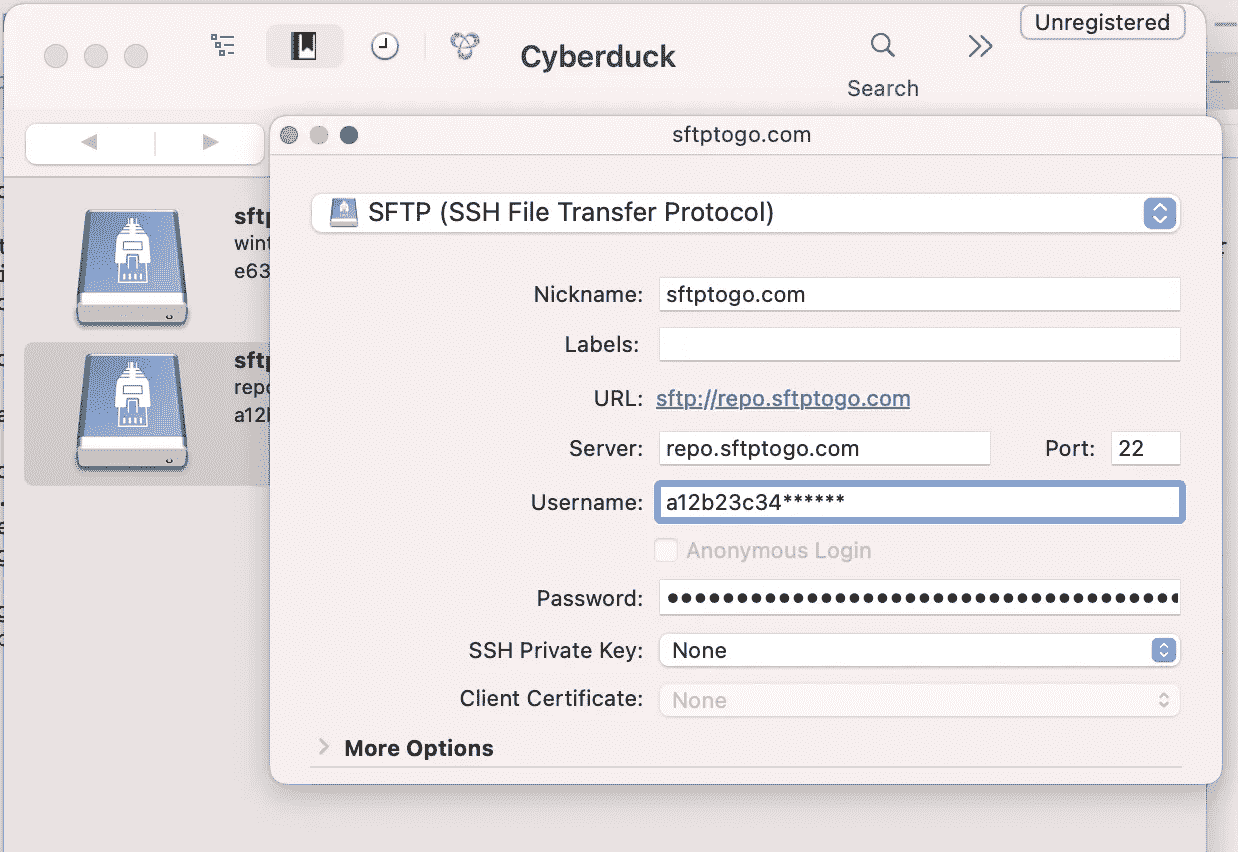 Unregistered
Cyberduck
Search
sftptogo.com
SFTP (SSH File Transfer Protocol)
sftp
wint
e63
sftp
repo
a12b
Nickname: sftptogo.com
Labels:
URL: sftp://repo.sftptogo.com
Server: repo.sftptogo.com Port: 22
Username: a12b23c34******
Anonymous Login
Password: ●●●●●●●●●●●●●●●●●●●●●●●●●●●●●●●●●●●●●
SSH Private Key: None
Client Certificate: None
More Options